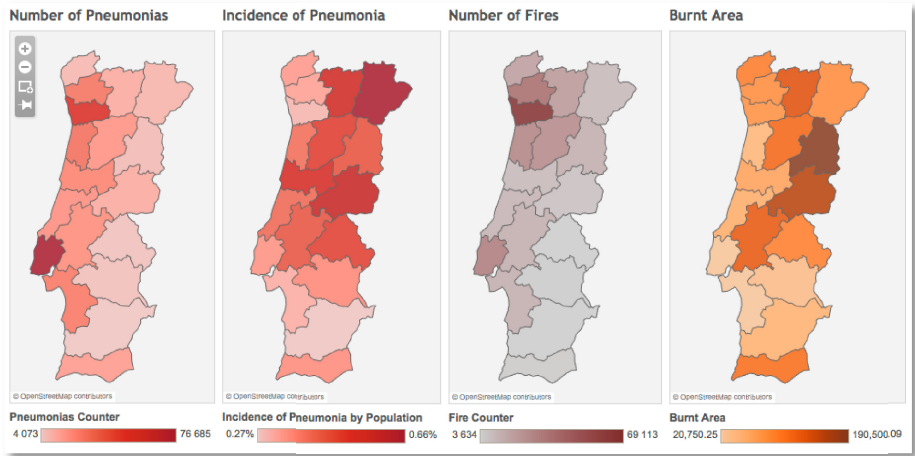 Number of Pneumonias
Incidence of Pneumonia
Number of Fires
Burnt Area
© OpenStreetMap contributors
© OpenStreetMap contributors
© OpenStreetMap contributors
© OpenStreetMap contributors
Pneumonias Counter
4 073
76 685
Incidence of Pneumonia by Population
0.27%
0.66%
Fire Counter
3 634
69 113
Burnt Area
20,750.25
190,500.09